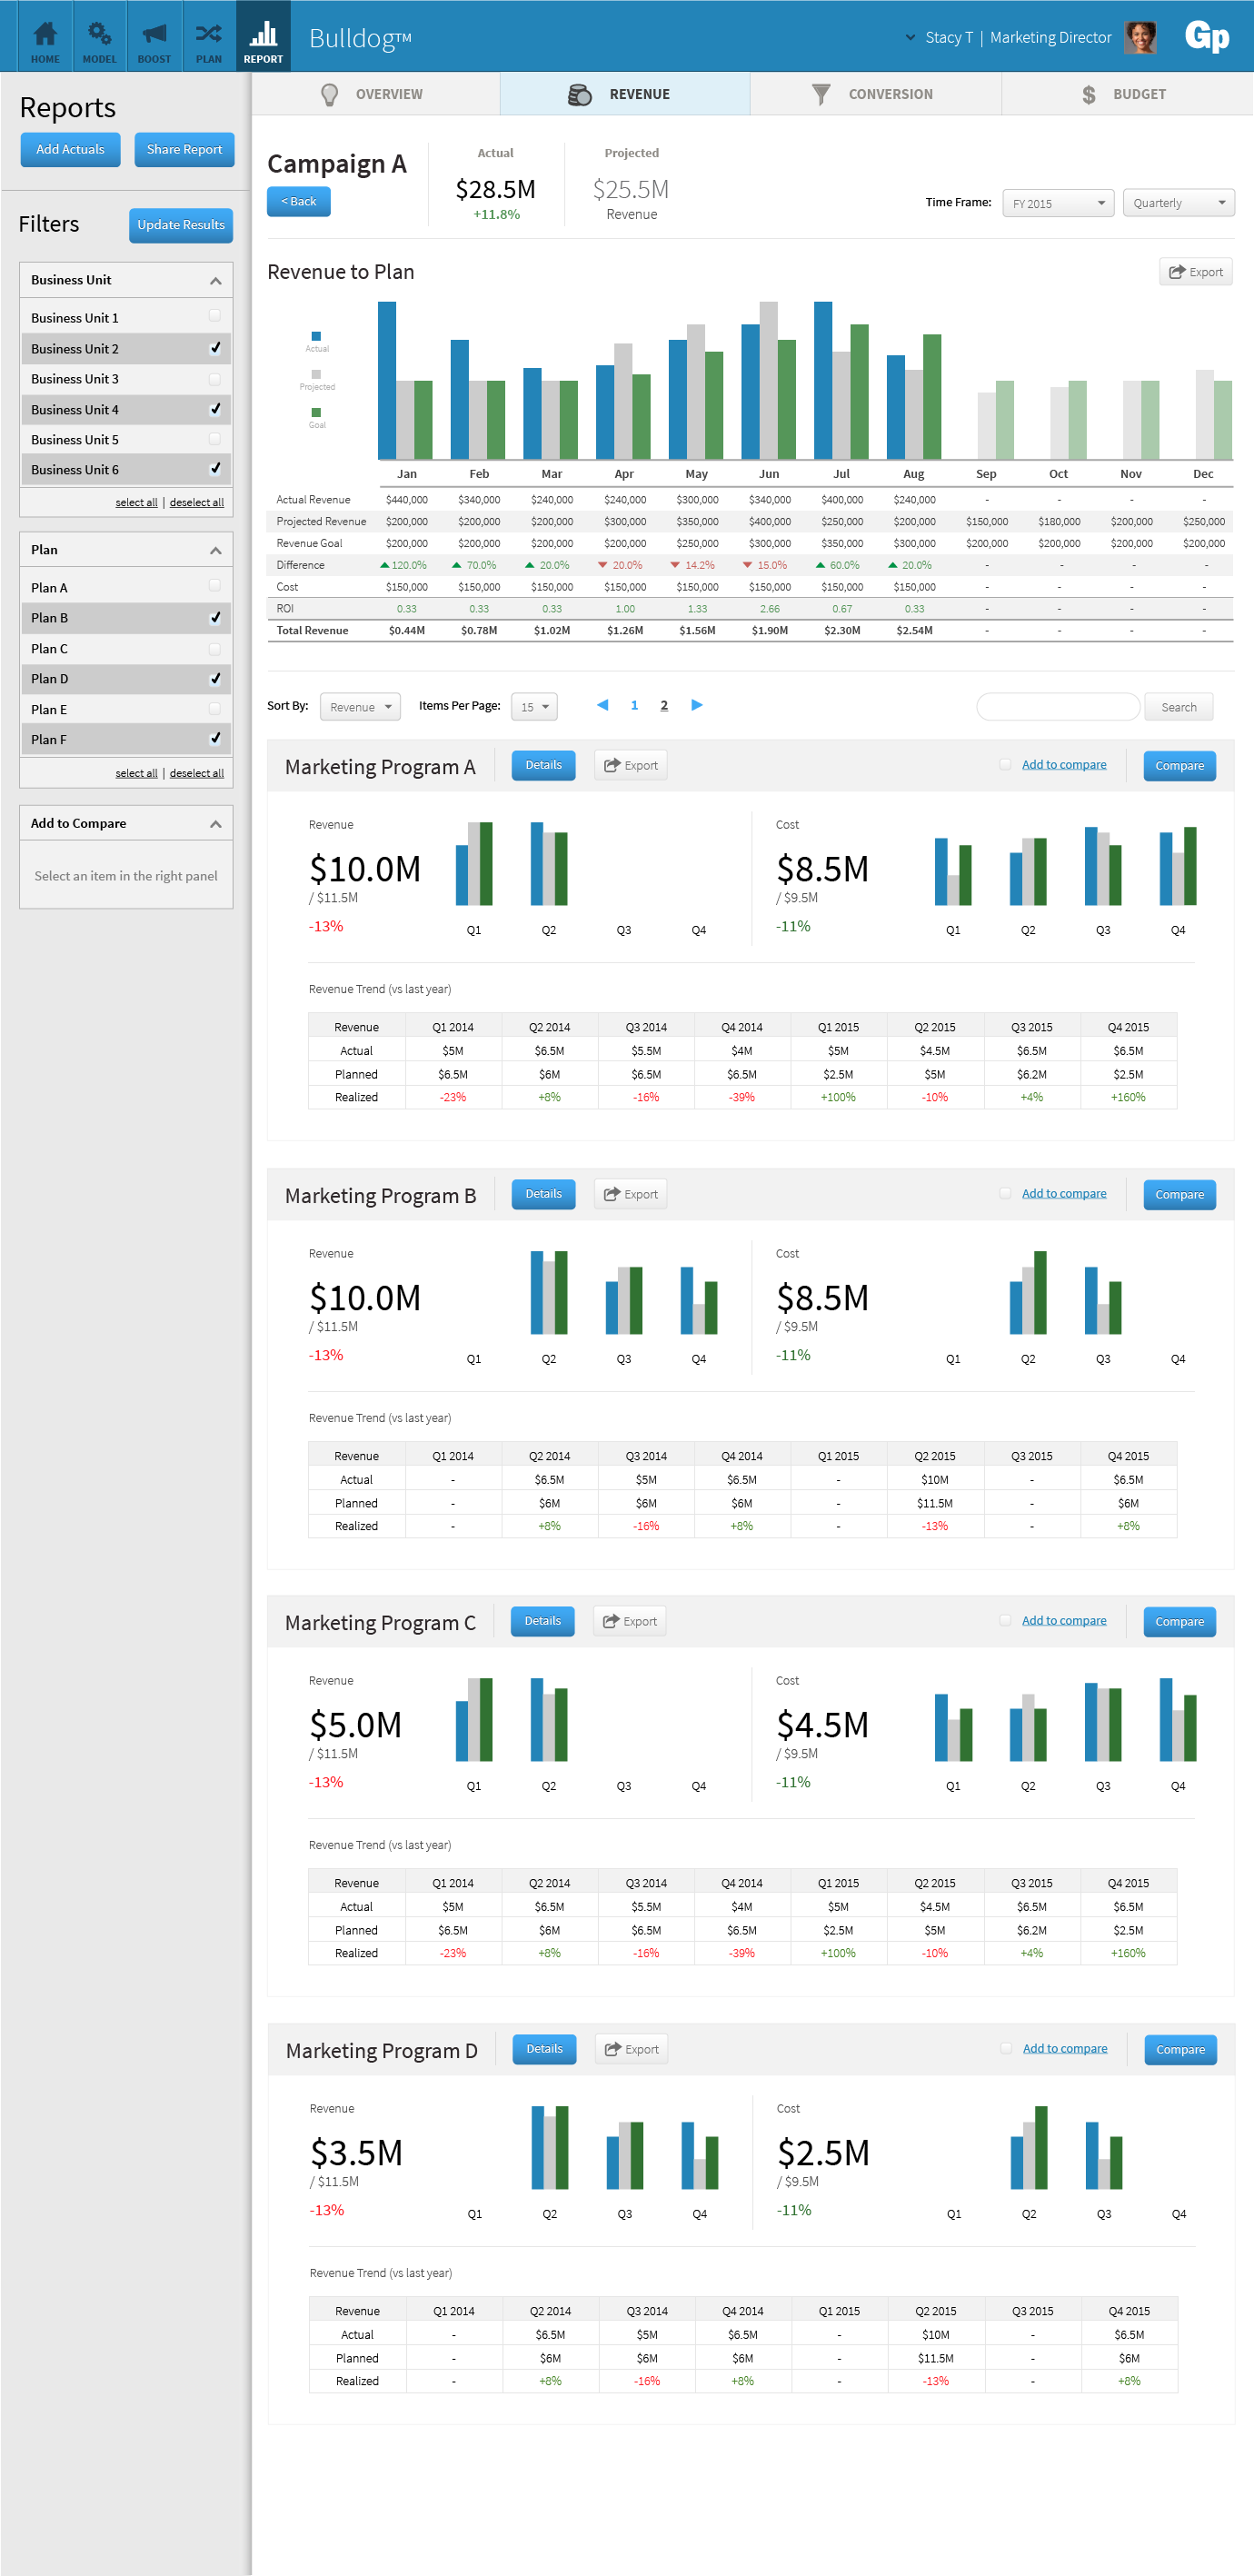 HOME MODEL BOOST PLAN REPORT Bulldog™ Stacy T | Marketing Director Gp
Reports
Add Actuals Share Report
Filters Update Results
Business Unit
Business Unit 1
Business Unit 2
Business Unit 3
Business Unit 4
Business Unit 5
Business Unit 6
select all | deselect all
Plan
Plan A
Plan B
Plan C
Plan D
Plan E
Plan F
select all | deselect all
Add to Compare
Select an item in the right panel
OVERVIEW REVENUE CONVERSION BUDGET
Campaign A
< Back
Actual
$28.5M
+11.8%
Projected
$25.5M
Revenue
Time Frame: FY 2015 Quarterly
Revenue to Plan Export
Actual
Projected
Goal
Jan Feb Mar Apr May Jun Jul Aug Sep Oct Nov Dec
Actual Revenue $440,000 $340,000 $240,000 $240,000 $300,000 $340,000 $400,000 $240,000 - - - -
Projected Revenue $200,000 $200,000 $200,000 $300,000 $350,000 $400,000 $250,000 $200,000 $150,000 $180,000 $200,000 $250,000
Revenue Goal $200,000 $200,000 $200,000 $200,000 $250,000 $300,000 $350,000 $300,000 $200,000 $200,000 $200,000 $200,000
Difference 120.0% 70.0% 20.0% 20.0% 14.2% 15.0% 60.0% 20.0% - - - -
Cost $150,000 $150,000 $150,000 $150,000 $150,000 $150,000 $150,000 $150,000 - - - -
ROI 0.33 0.33 0.33 1.00 1.33 2.66 0.67 0.33 - - - -
Total Revenue $0.44M $0.78M $1.02M $1.26M $1.56M $1.90M $2.30M $2.54M - - - -
Sort By: Revenue Items Per Page: 15 1 2 Search
Marketing Program A Details Export Add to compare Compare
Revenue
$10.0M
/ $11.5M
-13%
Q1 Q2 Q3 Q4
Cost
$8.5M
/ $9.5M
-11%
Q1 Q2 Q3 Q4
Revenue Trend (vs last year)
Revenue Q1 2014 Q2 2014 Q3 2014 Q4 2014 Q1 2015 Q2 2015 Q3 2015 Q4 2015
Actual $5M $6.5M $5.5M $4M $5M $4.5M $6.5M $6.5M
Planned $6.5M $6M $6.5M $6.5M $2.5M $5M $6.2M $2.5M
Realized -23% +8% -16% -39% +100% -10% +4% +160%
Marketing Program B Details Export Add to compare Compare
Revenue
$10.0M
/ $11.5M
-13%
Q1 Q2 Q3 Q4
Cost
$8.5M
/ $9.5M
-11%
Q1 Q2 Q3 Q4
Revenue Trend (vs last year)
Revenue Q1 2014 Q2 2014 Q3 2014 Q4 2014 Q1 2015 Q2 2015 Q3 2015 Q4 2015
Actual - $6.5M $5M $6.5M - $10M - $6.5M
Planned - $6M $6M $6M - $11.5M - $6M
Realized - +8% -16% +8% - -13% - +8%
Marketing Program C Details Export Add to compare Compare
Revenue
$5.0M
/ $11.5M
-13%
Q1 Q2 Q3 Q4
Cost
$4.5M
/ $9.5M
-11%
Q1 Q2 Q3 Q4
Revenue Trend (vs last year)
Revenue Q1 2014 Q2 2014 Q3 2014 Q4 2014 Q1 2015 Q2 2015 Q3 2015 Q4 2015
Actual $5M $6.5M $5.5M $4M $5M $4.5M $6.5M $6.5M
Planned $6.5M $6M $6.5M $6.5M $2.5M $5M $6.2M $2.5M
Realized -23% +8% -16% -39% +100% -10% +4% +160%
Marketing Program D Details Export Add to compare Compare
Revenue
$3.5M
/ $11.5M
-13%
Q1 Q2 Q3 Q4
Cost
$2.5M
/ $9.5M
-11%
Q1 Q2 Q3 Q4
Revenue Trend (vs last year)
Revenue Q1 2014 Q2 2014 Q3 2014 Q4 2014 Q1 2015 Q2 2015 Q3 2015 Q4 2015
Actual - $6.5M $5M $6.5M - $10M - $6.5M
Planned - $6M $6M $6M - $11.5M - $6M
Realized - +8% -16% +8% - -13% - +8%